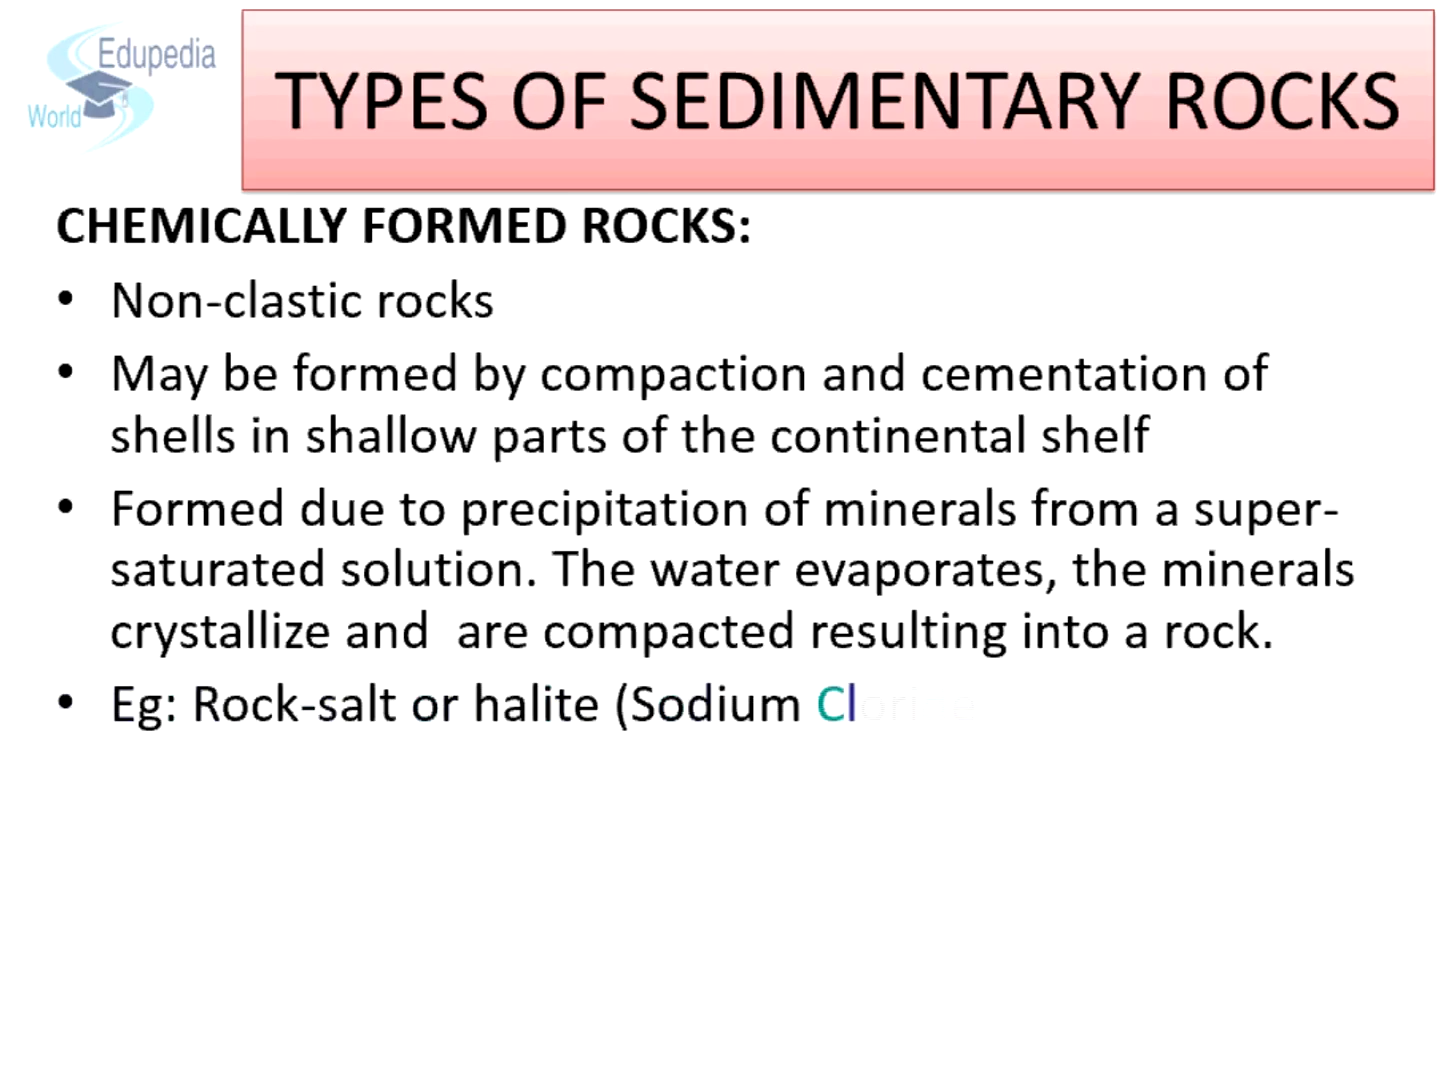 Edupedia
World
TYPES OF SEDIMENTARY ROCKS
CHEMICALLY FORMED ROCKS:
• Non-clastic rocks
• May be formed by compaction and cementation of
shells in shallow parts of the continental shelf
• Formed due to precipitation of minerals from a super-
saturated solution. The water evaporates, the minerals
crystallize and  are compacted resulting into a rock.
• Eg: Rock-salt or halite (Sodium